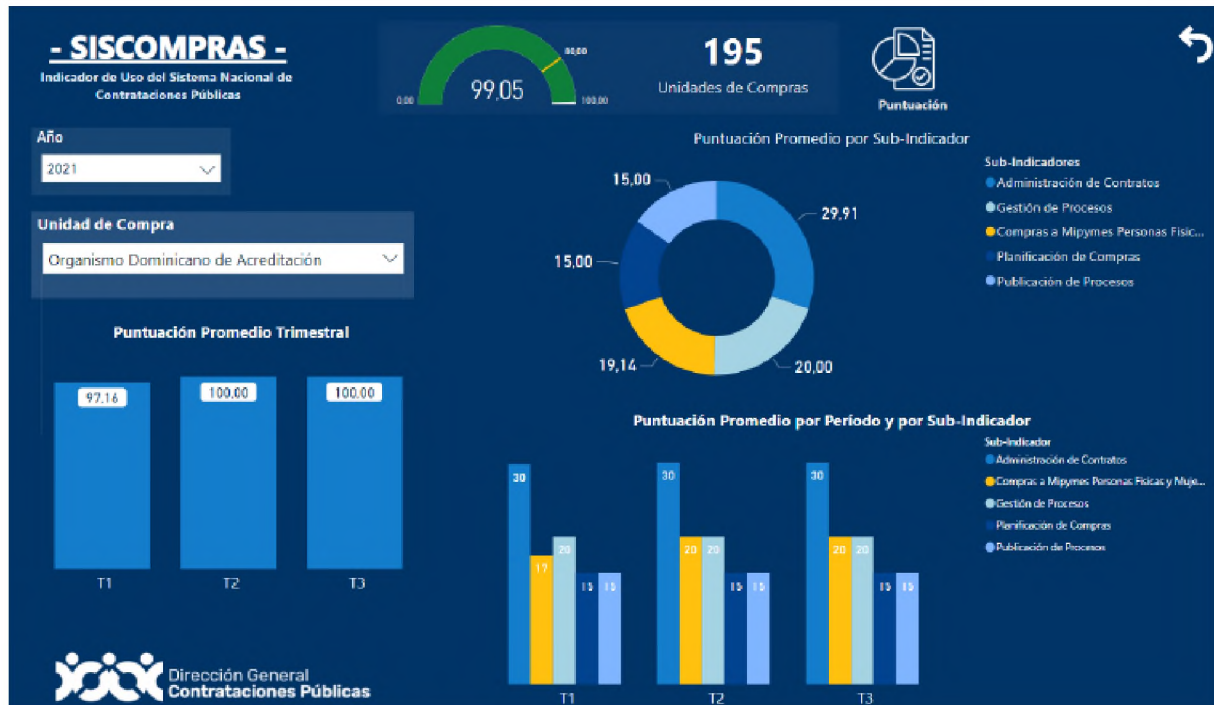 - SISCOMPRAS -
Indicador de Uso del Sistema Nacional de
Contrataciones Públicas
0,00
99,05
80,00
100,00
195
Unidades de Compras
Puntuación
Año
2021
Unidad de Compra
Organismo Dominicano de Acreditación
Puntuación Promedio por Sub-Indicador
15,00
29,91
15,00
19,14
20,00
Sub-Indicadores
Administración de Contratos
Gestión de Procesos
Compras a Mipymes Personas Físic...
Planificación de Compras
Publicación de Procesos
Puntuación Promedio Trimestral
97,16
100,00
100,00
T1
T2
T3
Puntuación Promedio por Período y por Sub-Indicador
30
17
20
15
15
30
20
20
15
15
30
20
20
15
15
T1
T2
T3
Sub-Indicador
Administración de Contratos
Compras a Mipymes Personas Físicas y Muje...
Gestión de Procesos
Planificación de Compras
Publicación de Procesos
Dirección General
Contrataciones Públicas